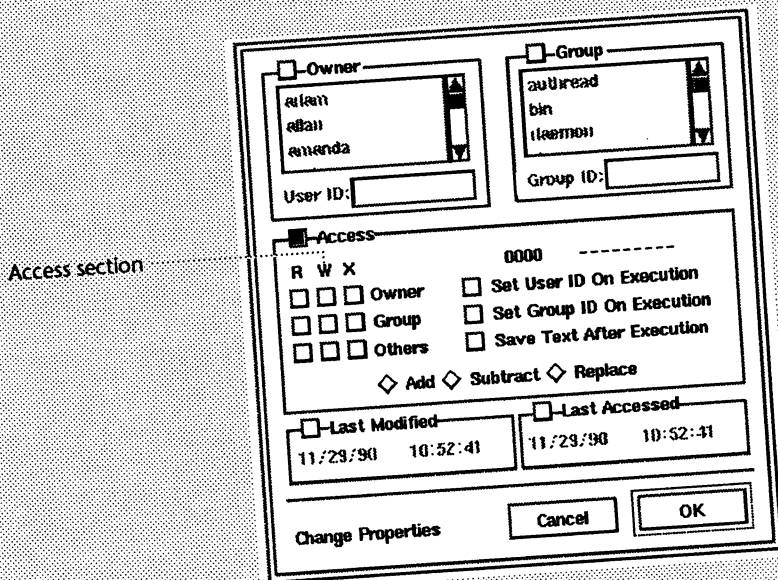 Owner
adam
allan
amanda
User ID:
Group
authread
bin
daemon
Group ID:
Access section
Access
R W X
Owner
Group
Others
0000 ----------
Set User ID On Execution
Set Group ID On Execution
Save Text After Execution
Add Subtract Replace
Last Modified
11/29/90 10:52:41
Last Accessed
11/29/90 10:52:41
Change Properties
Cancel
OK